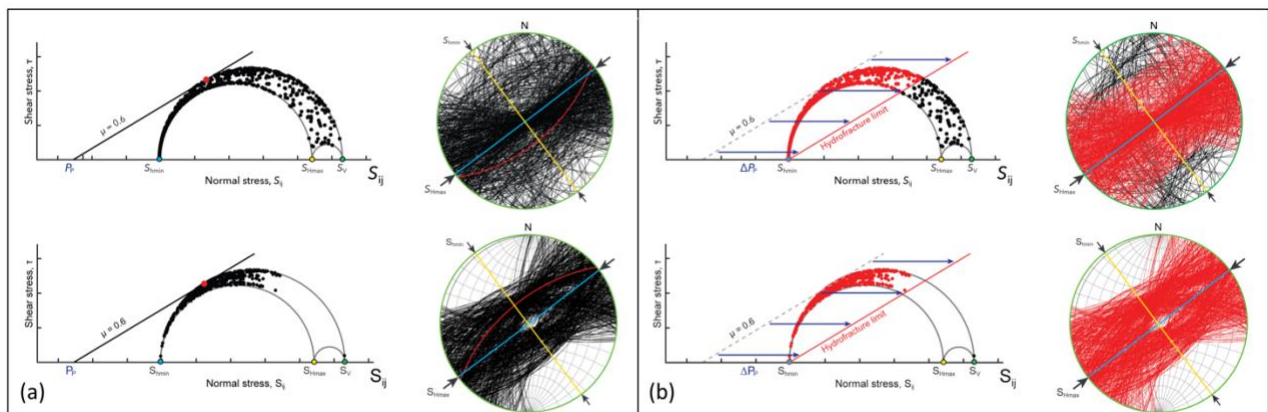 Shear stress, τ
μ = 0.6
Pₚ
Shmin
SHmax
SV
Sij
Normal stress, Sij
N
Shmin
SHmax
Shear stress, τ
μ = 0.6
Hydrofracture limit
ΔPₚ
Shmin
SHmax
SV
Sij
Normal stress, Sij
N
Shmin
SHmax
Shear stress, τ
μ = 0.6
Pₚ
Shmin
SHmax
SV
Sij
Normal stress, Sij
N
Shmin
SHmax
(a)
Shear stress, τ
μ = 0.6
Hydrofracture limit
ΔPₚ
Shmin
SHmax
SV
Sij
Normal stress, Sij
N
Shmin
SHmax
(b)